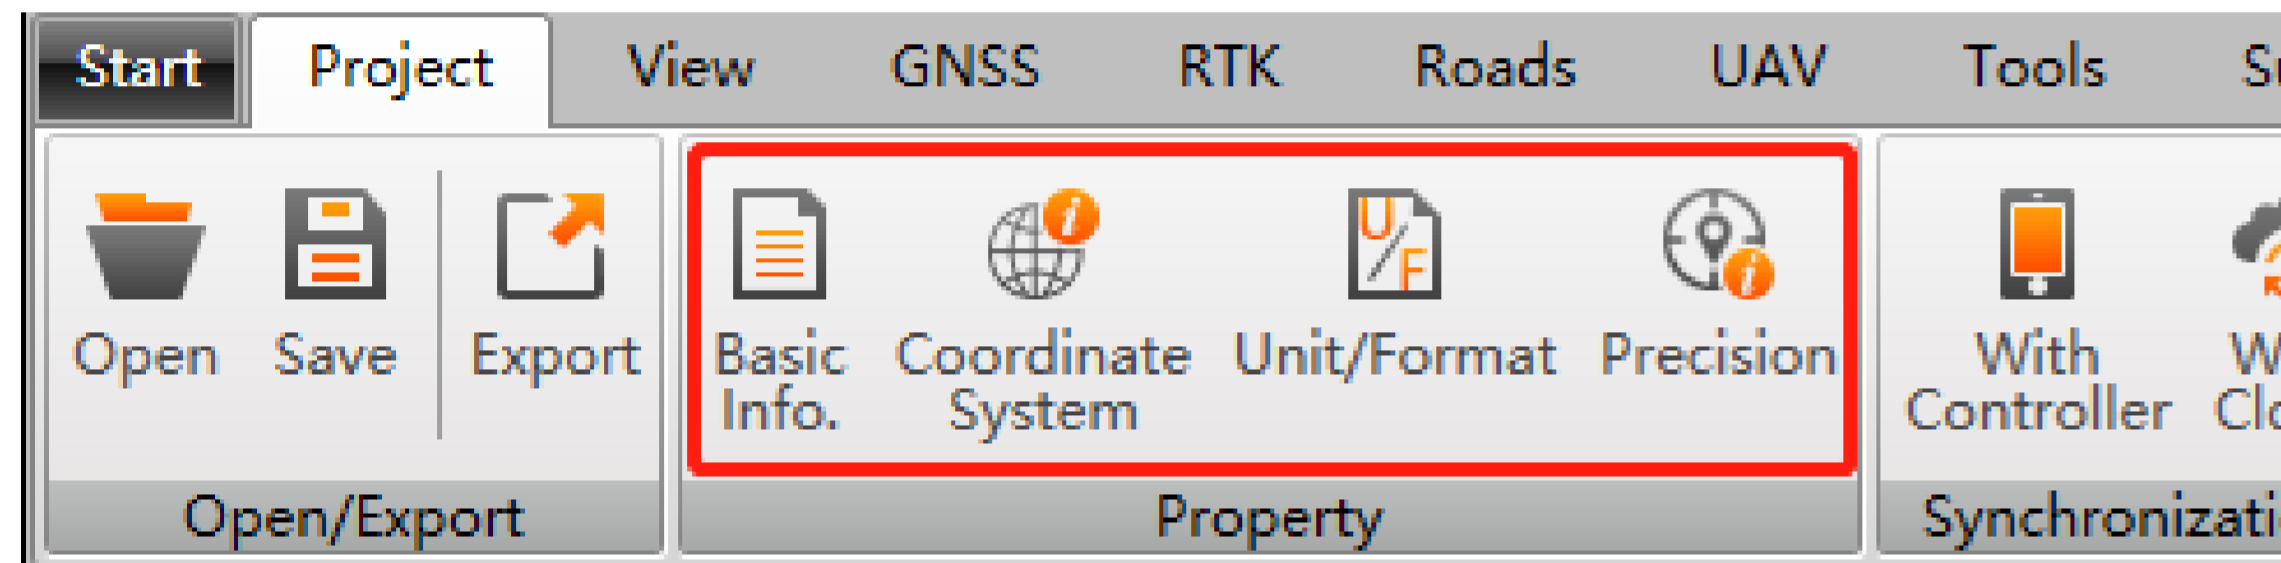 Start Project View GNSS RTK Roads UAV Tools
Open Save Export Basic Coordinate Unit/Format Precision With
Info. System Controller
Open/Export Property